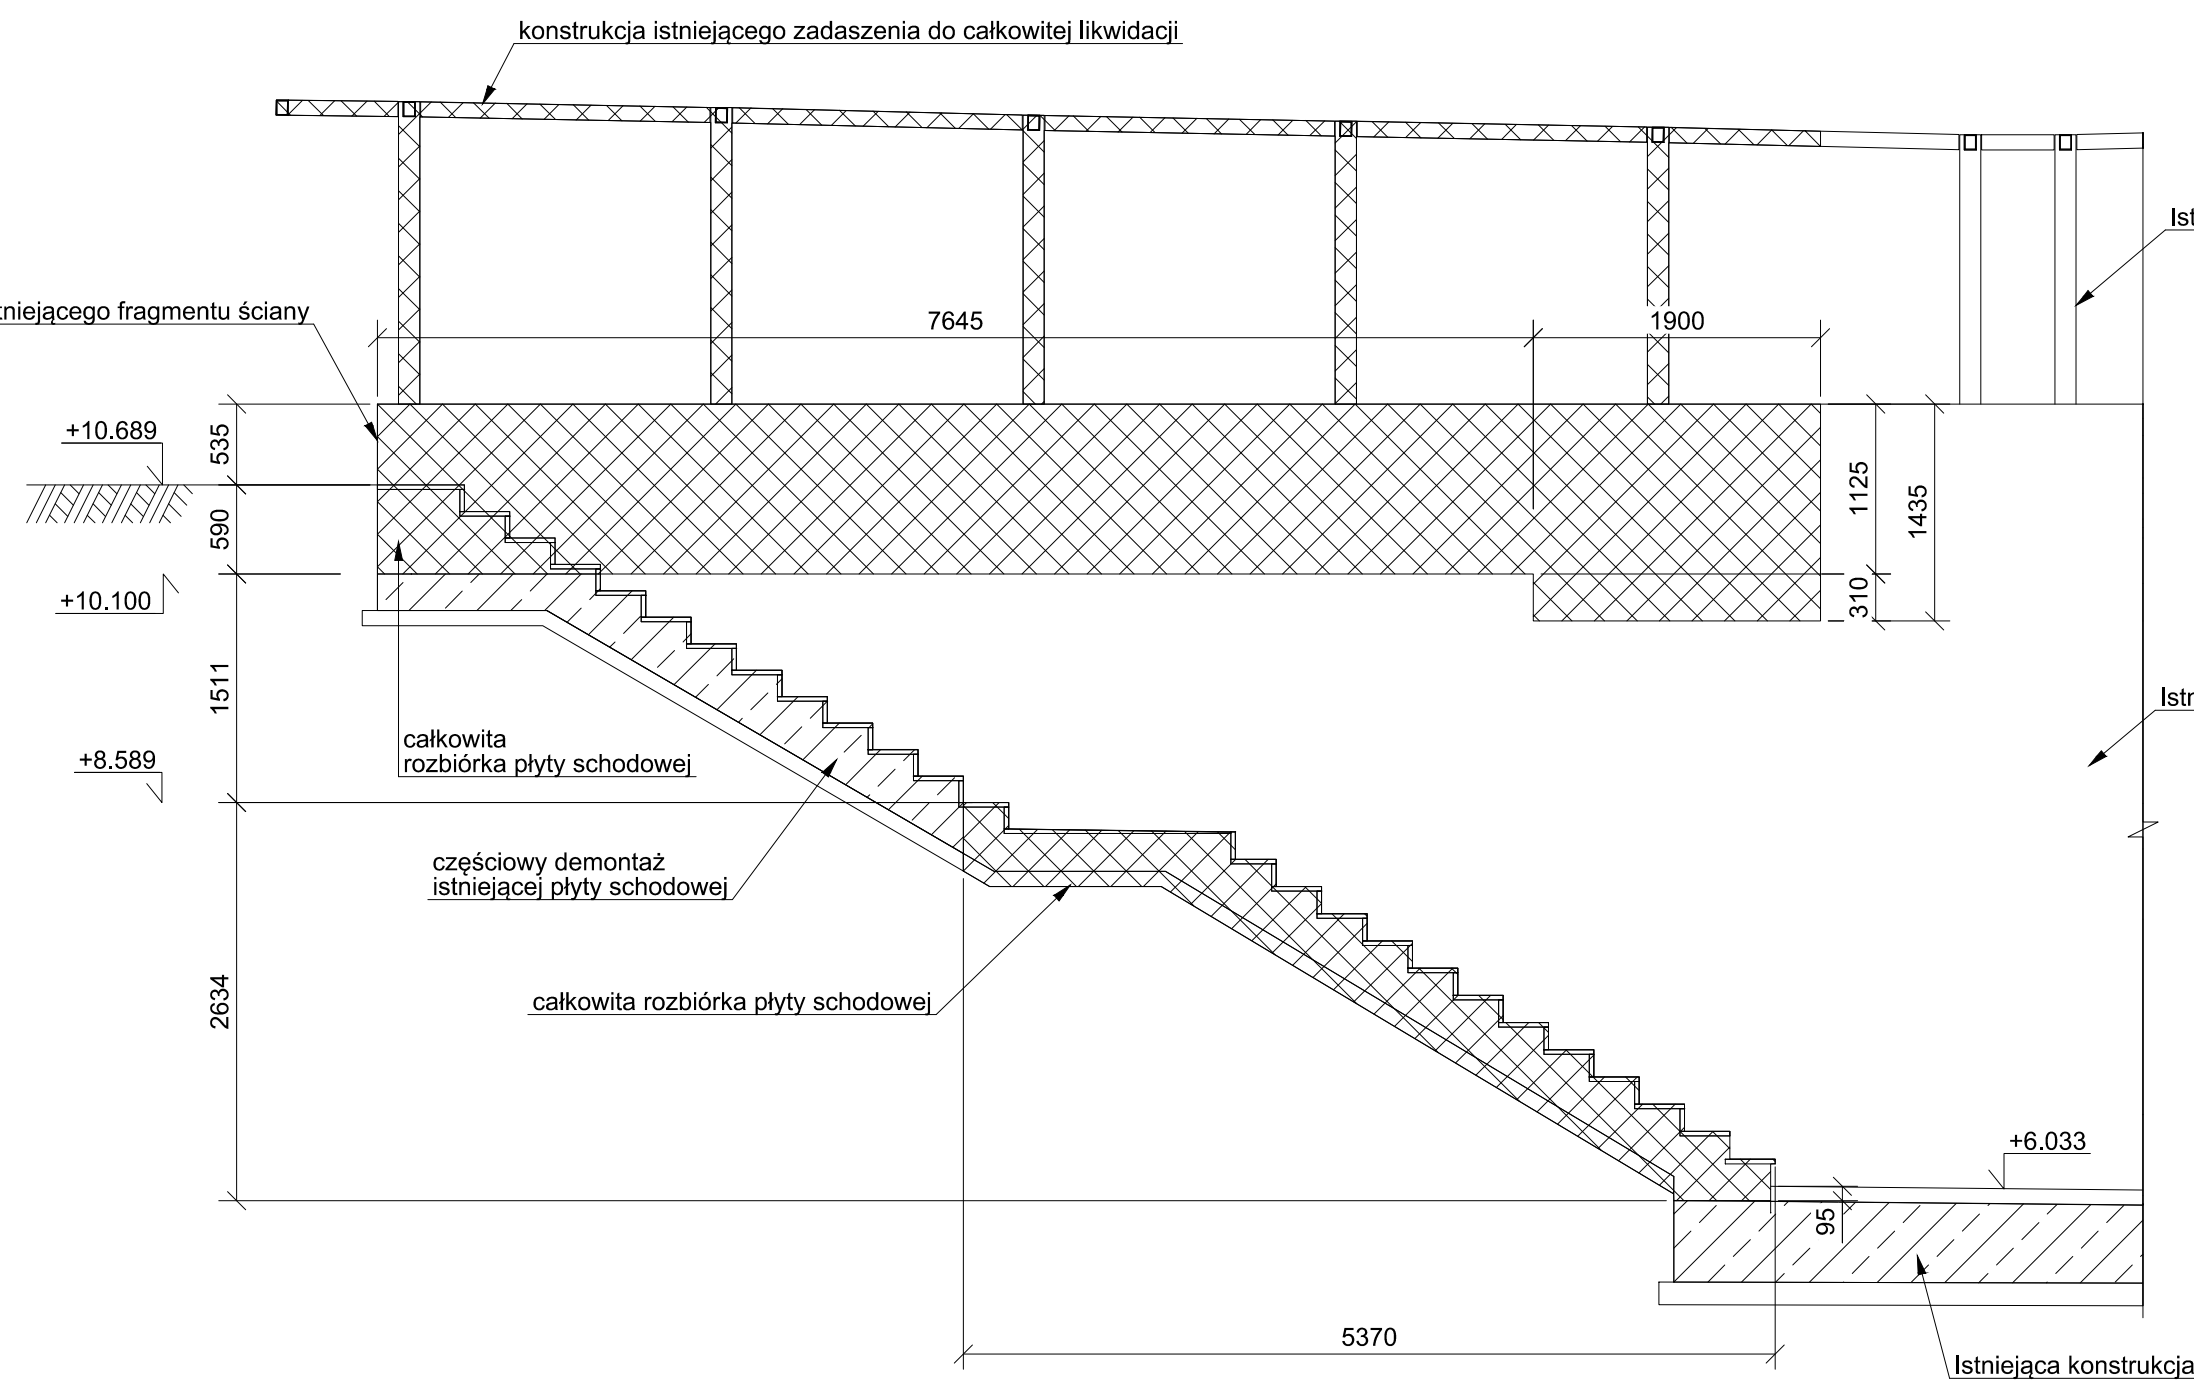 konstrukcja istniejącego zadaszenia do całkowitej likwidacji
Ist
tniejącego fragmentu ściany
7645
1900
+10.689
535
590
+10.100
1511
+8.589
2634
1125
1435
310
Istr
całkowita
rozbiórka płyty schodowej
częściowy demontaż
istniejącej płyty schodowej
całkowita rozbiórka płyty schodowej
+6.033
95
5370
Istniejąca konstrukcja